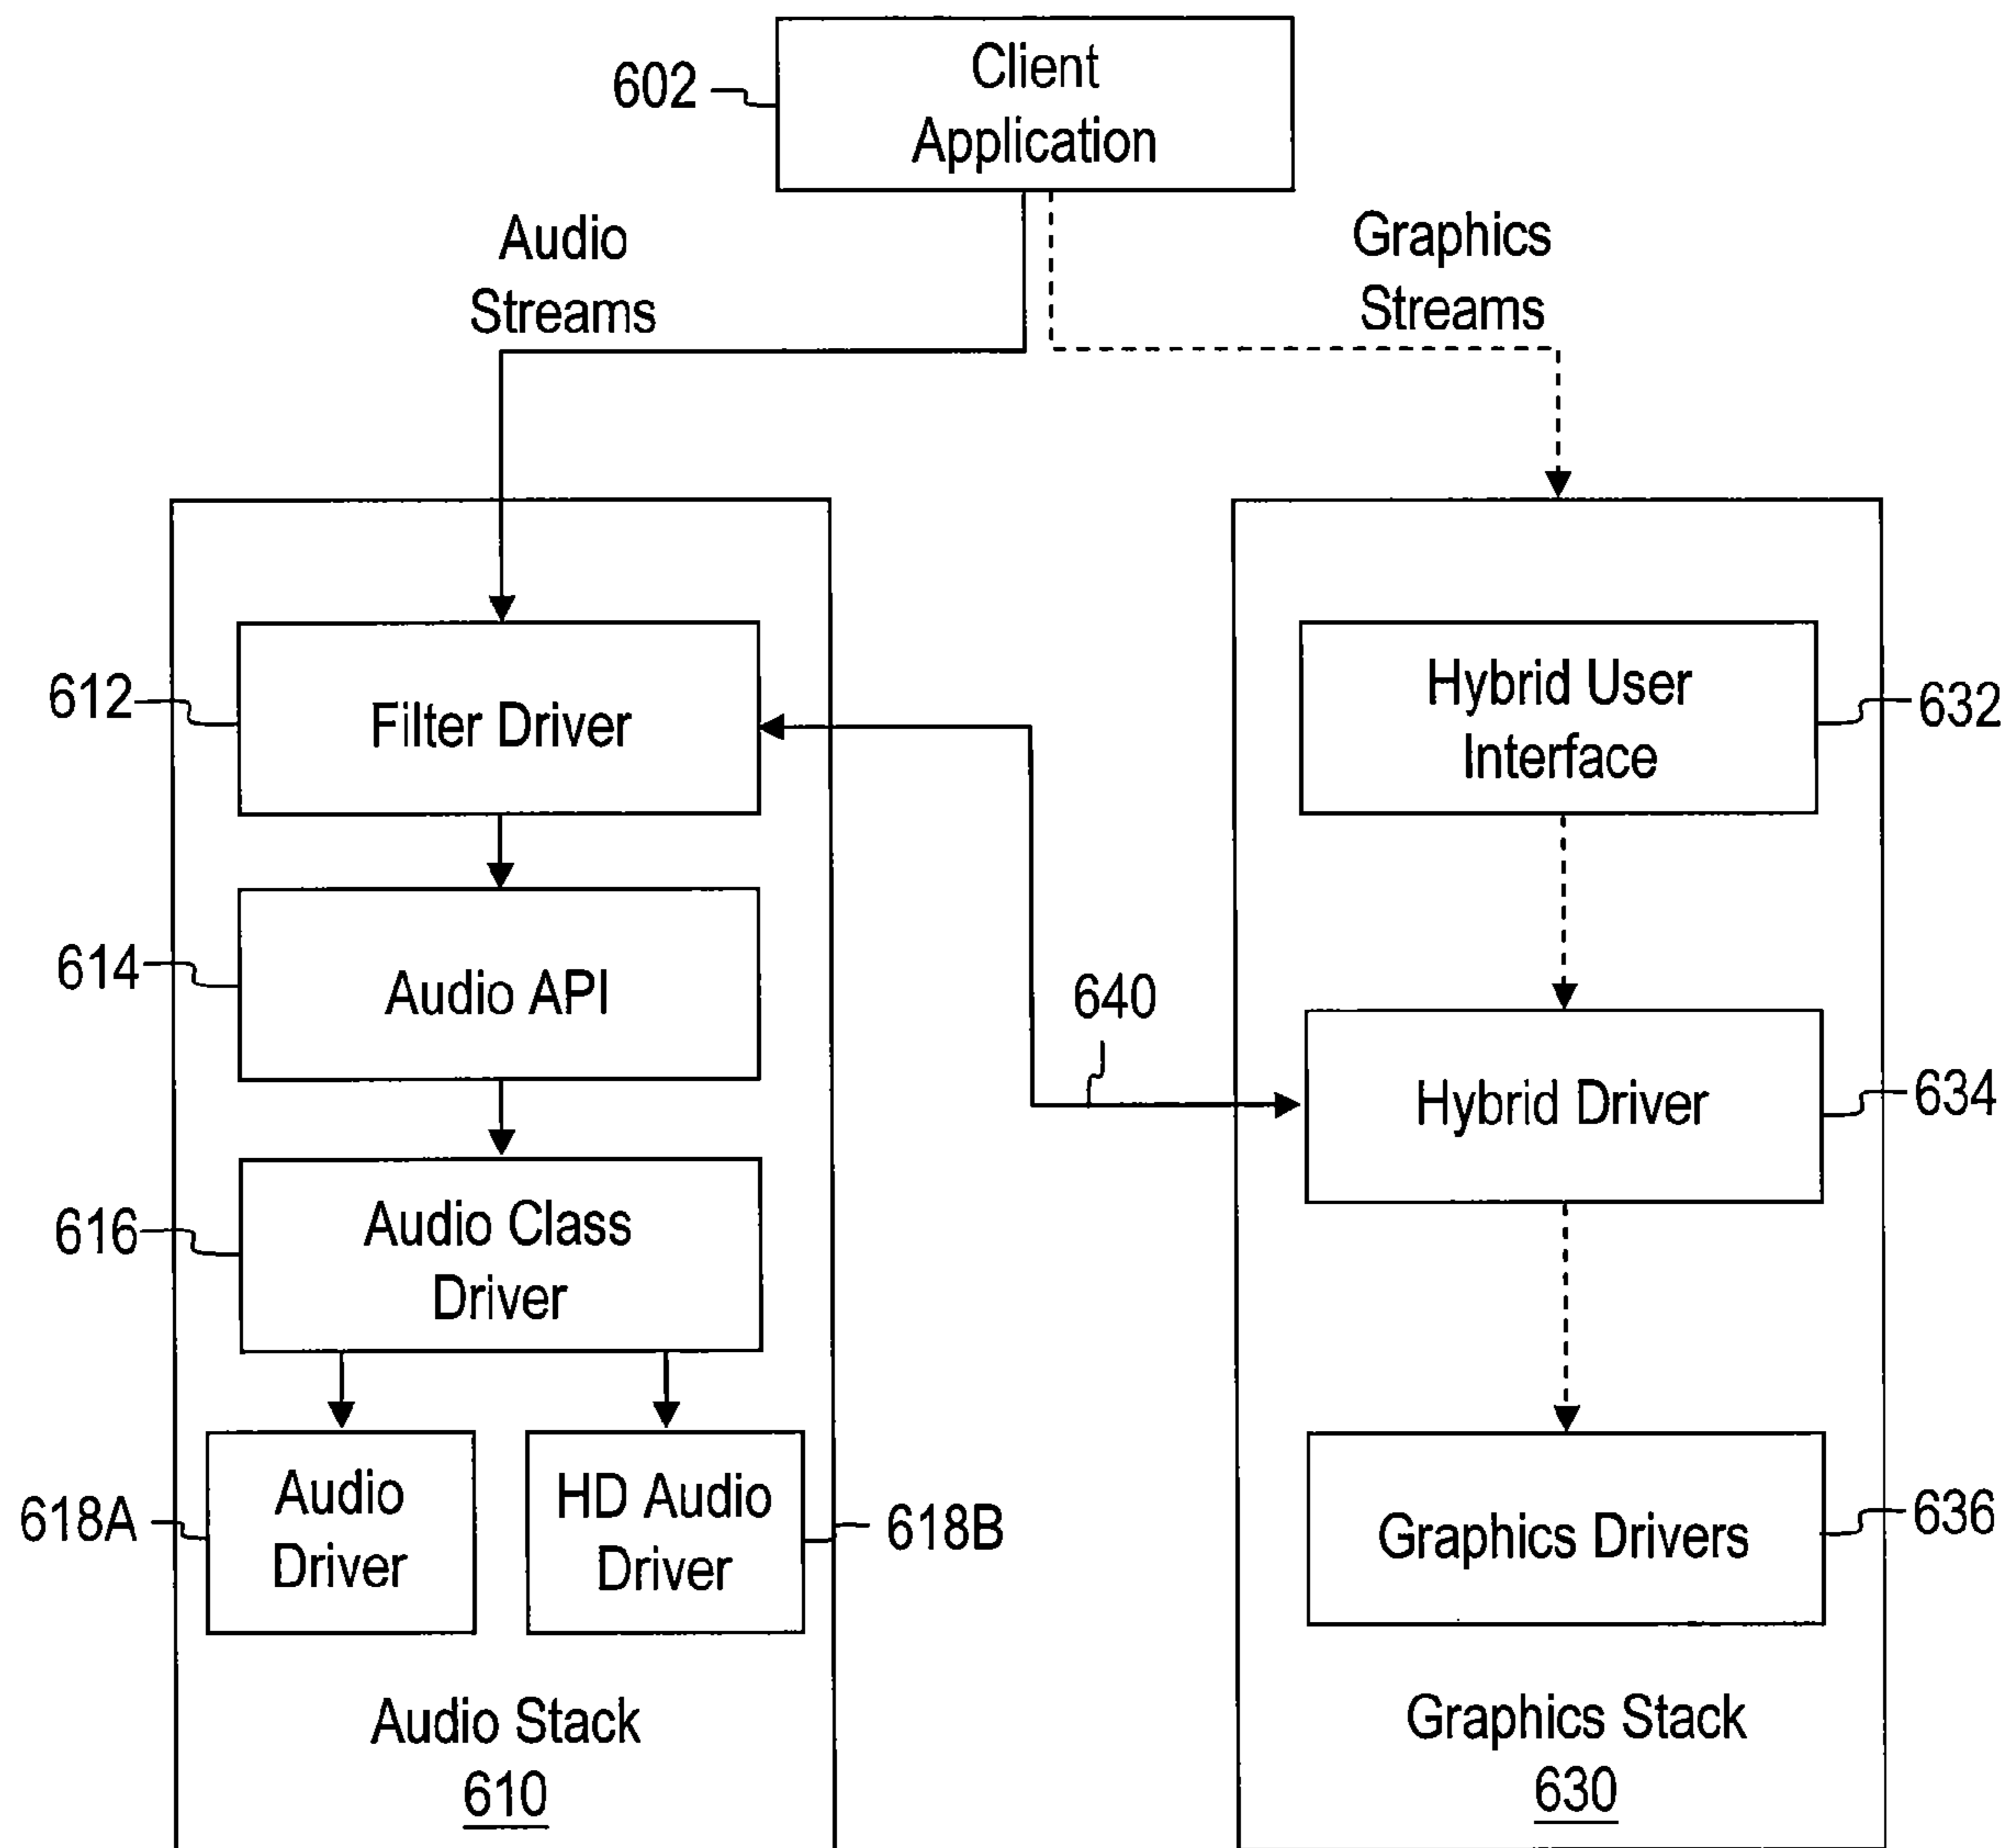 602
Client
Application
Audio
Streams
Graphics
Streams
612
Filter Driver
Hybrid User
Interface
632
614
Audio API
640
Hybrid Driver
634
616
Audio Class
Driver
618A
Audio
Driver
HD Audio
Driver
618B
Graphics Drivers
636
Audio Stack
610
Graphics Stack
630